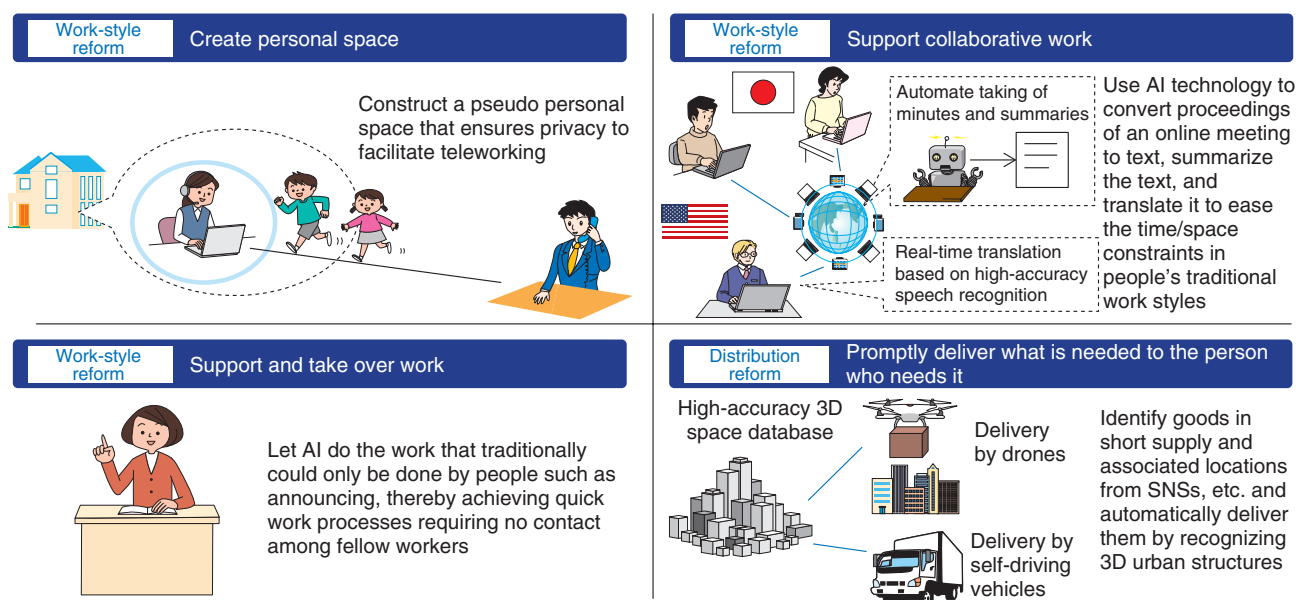 Work-style
reform
Create personal space
Construct a pseudo personal
space that ensures privacy to
facilitate teleworking
Work-style
reform
Support collaborative work
Automate taking of
minutes and summaries
Real-time translation
based on high-accuracy
speech recognition
Use AI technology to
convert proceedings
of an online meeting
to text, summarize
the text, and
translate it to ease
the time/space
constraints in
people's traditional
work styles
Work-style
reform
Support and take over work
Let AI do the work that traditionally
could only be done by people such as
announcing, thereby achieving quick
work processes requiring no contact
among fellow workers
Distribution
reform
Promptly deliver what is needed to the person
who needs it
High-accuracy 3D
space database
Delivery
by drones
Delivery by
self-driving
vehicles
Identify goods in
short supply and
associated locations
from SNSs, etc. and
automatically deliver
them by recognizing
3D urban structures